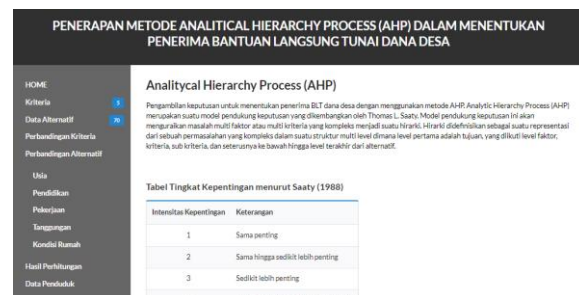 PENERAPAN METODE ANALITICAL HIERARCHY PROCESS (AHP) DALAM MENENTUKAN
PENERIMA BANTUAN LANGSUNG TUNAI DANA DESA
HOME
Kriteria 5
Data Alternatif 70
Perbandingan Kriteria
Perbandingan Alternatif
Usia
Pendidikan
Pekerjaan
Tanggungan
Kondisi Rumah
Hasil Perhitungan
Data Penduduk
Analitycal Hierarchy Process (AHP)
Pengambilan keputusan untuk menentukan penerima BLT dana desa dengan menggunakan metode AHP. Analytic Hierarchy Process (AHP)
merupakan suatu model pendukung keputusan yang dikembangkan oleh Thomas L. Saaty. Model pendukung keputusan ini akan
menguraikan masalah multi faktor atau multi kriteria yang kompleks menjadi suatu hirarki. Hirarki didefinisikan sebagai suatu representasi
dari sebuah permasalahan yang kompleks dalam suatu struktur multi level dimana level pertama adalah tujuan, yang diikuti level faktor,
kriteria, sub kriteria, dan seterusnya ke bawah hingga level terakhir dari alternatif.
Tabel Tingkat Kepentingan menurut Saaty (1988)
Intensitas Kepentingan Keterangan
1 Sama penting
2 Sama hingga sedikit lebih penting
3 Sedikit lebih penting